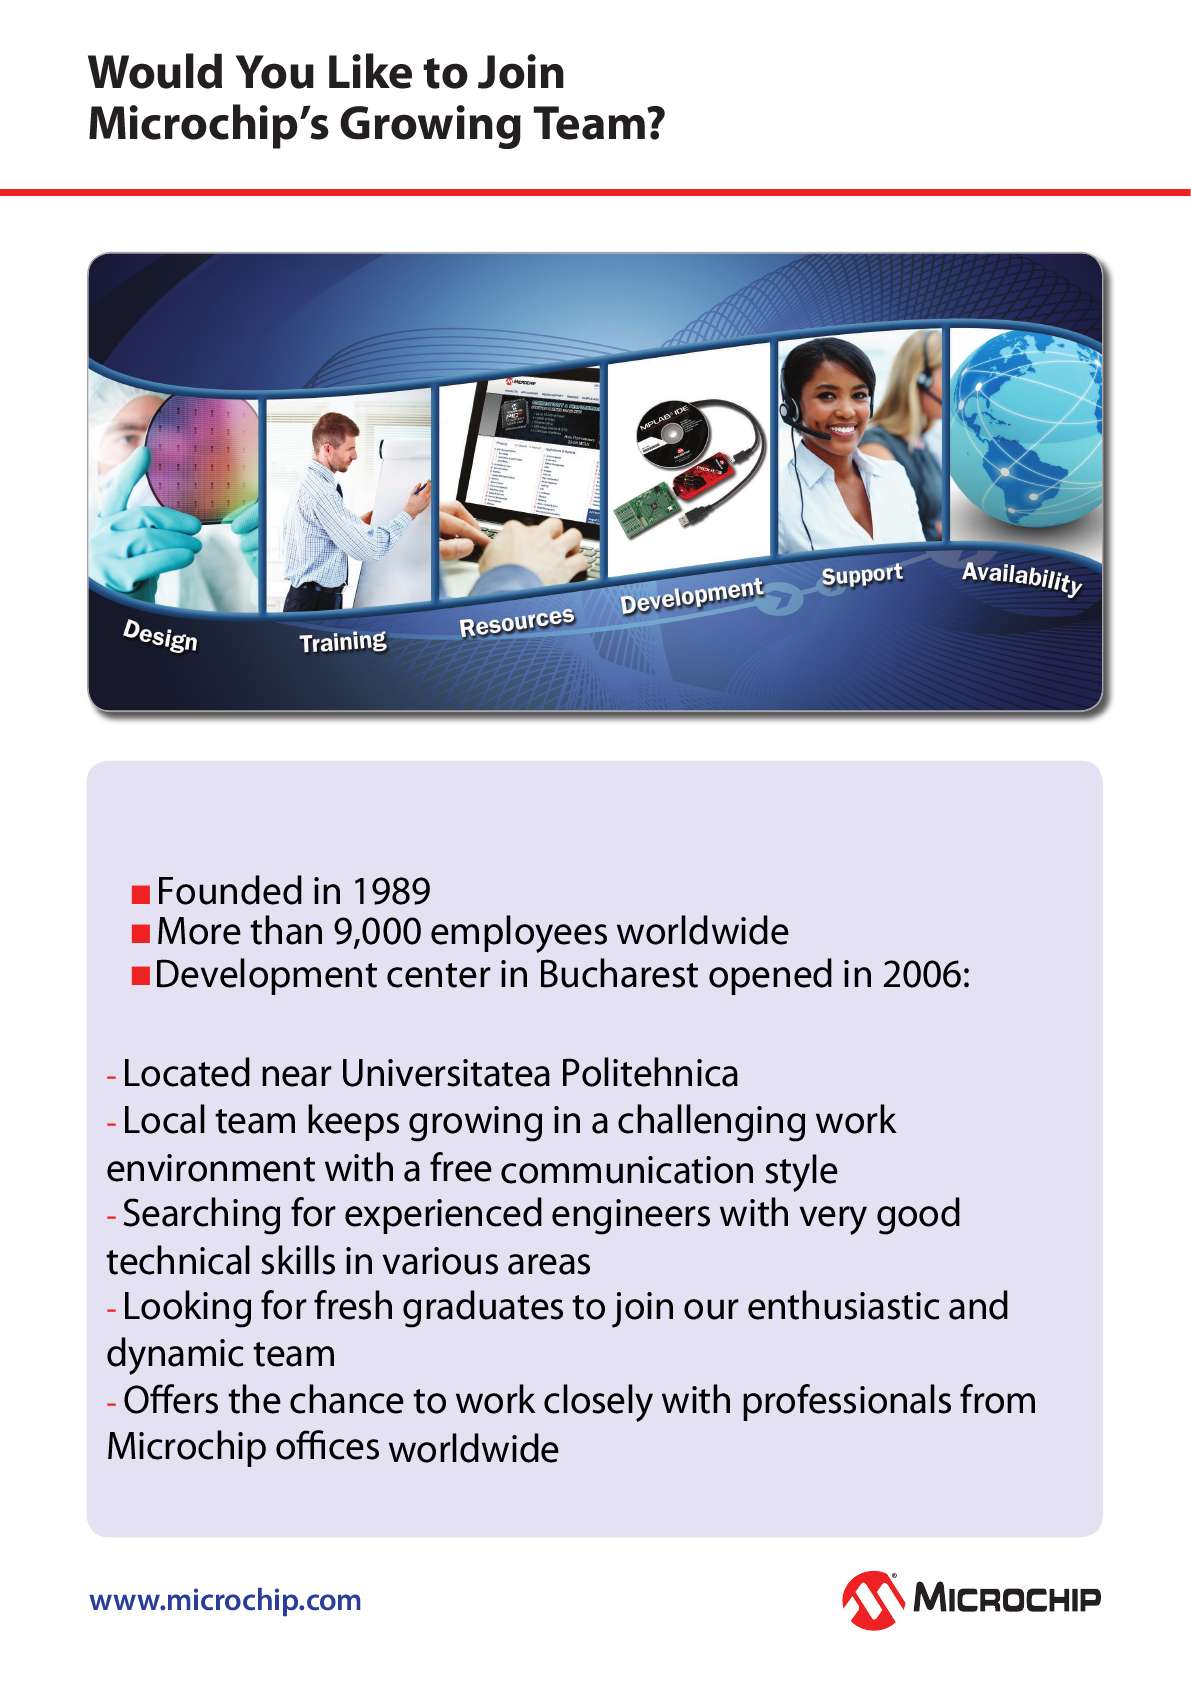 Would You Like to Join
Microchip's Growing Team?
MICROCHIP
MPLAB® IDE
Design
Training
Resources
Development
Support
Availability
■ Founded in 1989
■ More than 9,000 employees worldwide
■ Development center in Bucharest opened in 2006:
- Located near Universitatea Politehnica
- Local team keeps growing in a challenging work
environment with a free communication style
- Searching for experienced engineers with very good
technical skills in various areas
- Looking for fresh graduates to join our enthusiastic and
dynamic team
- Offers the chance to work closely with professionals from
Microchip offices worldwide
www.microchip.com
MICROCHIP